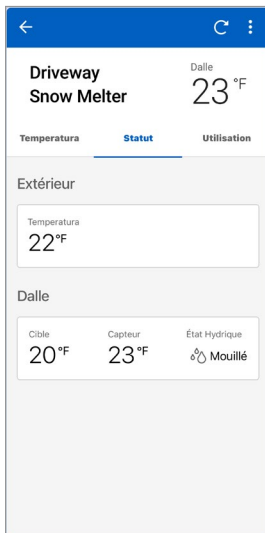 Driveway
Snow Melter
Dalle
23 °F
Temperatura Statut Utilisation
Extérieur
Temperatura
22°F
Dalle
Cible Capteur État Hydrique
20°F 23°F Mouillé